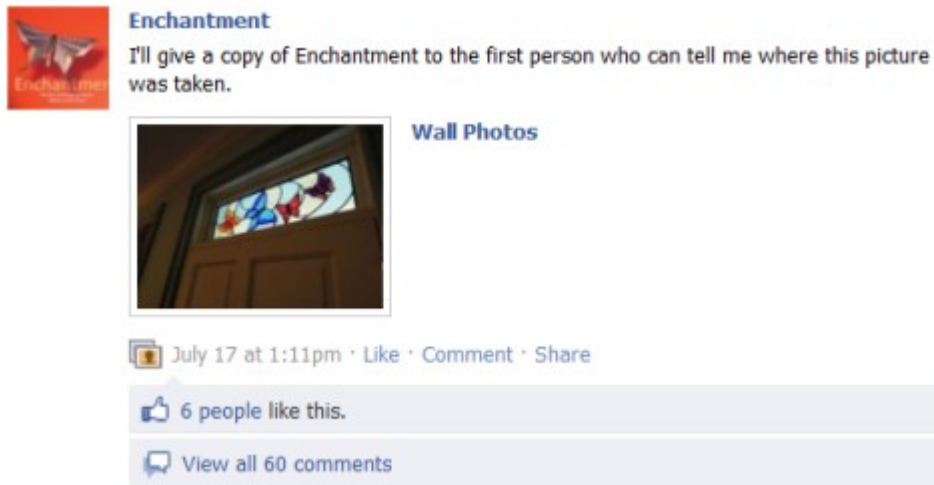 Enchantment
I'll give a copy of Enchantment to the first person who can tell me where this picture
was taken.
Enchantmen
Wall Photos
July 17 at 1:11pm · Like · Comment · Share
6 people like this.
View all 60 comments